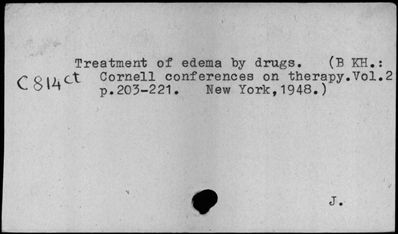 Treatment of edema by drugs. (B KH.:
C814ct Cornell conferences on therapy.Vol.2
p.203-221. New York,1948.)
J.